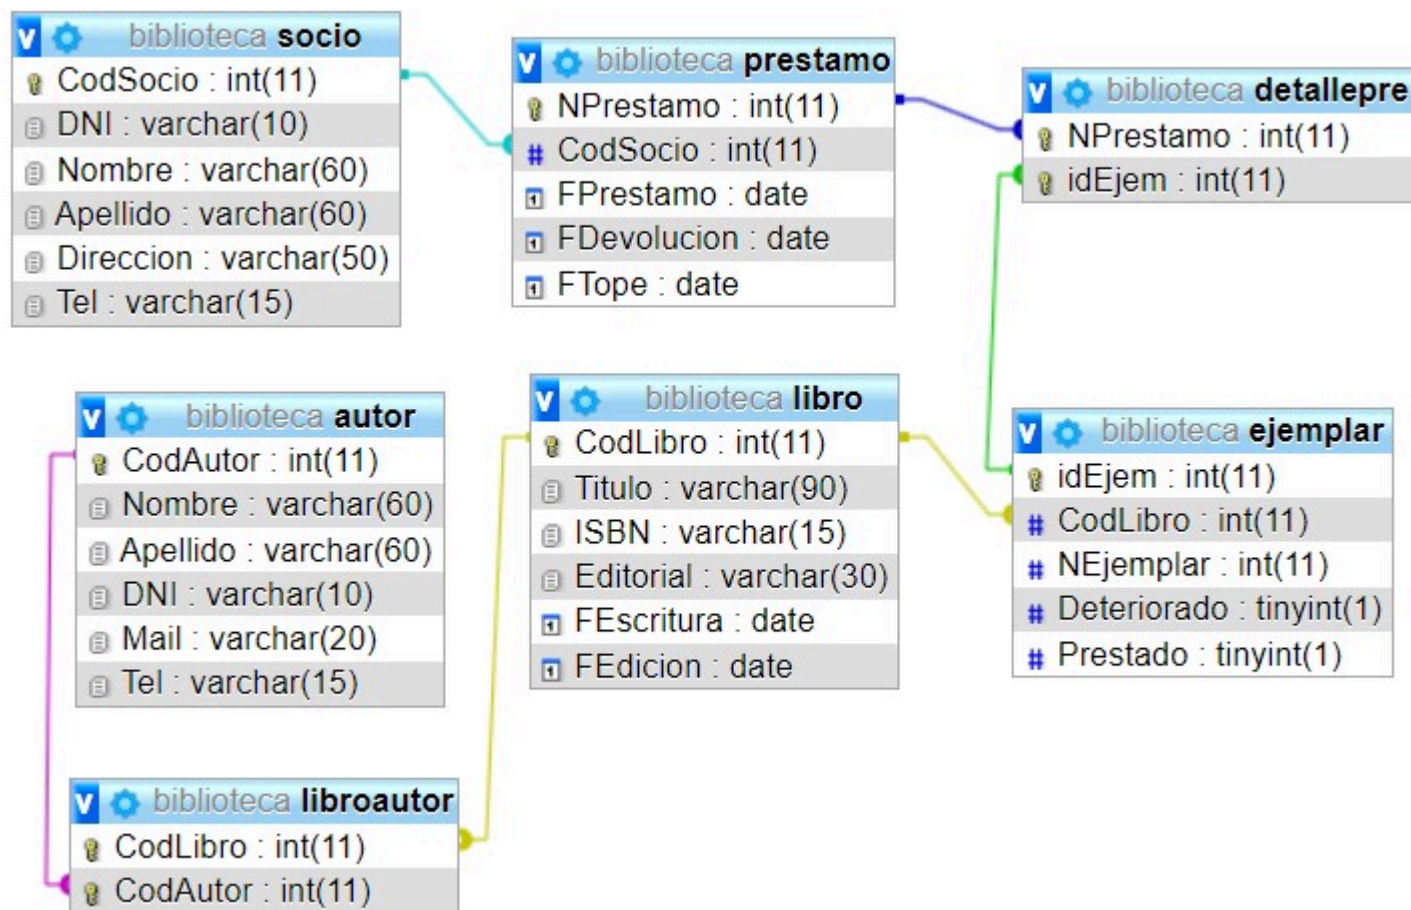 biblioteca socio
CodSocio : int(11)
DNI : varchar(10)
Nombre : varchar(60)
Apellido : varchar(60)
Direccion : varchar(50)
Tel : varchar(15)
biblioteca prestamo
NPrestamo : int(11)
CodSocio : int(11)
FPrestamo : date
FDevolucion : date
FTope : date
biblioteca detallepre
NPrestamo : int(11)
idEjem : int(11)
biblioteca autor
CodAutor : int(11)
Nombre : varchar(60)
Apellido : varchar(60)
DNI : varchar(10)
Mail : varchar(20)
Tel : varchar(15)
biblioteca libro
CodLibro : int(11)
Titulo : varchar(90)
ISBN : varchar(15)
Editorial : varchar(30)
FEscritura : date
FEdicion : date
biblioteca ejemplar
idEjem : int(11)
CodLibro : int(11)
NEjemplar : int(11)
Deteriorado : tinyint(1)
Prestado : tinyint(1)
biblioteca libroautor
CodLibro : int(11)
CodAutor : int(11)